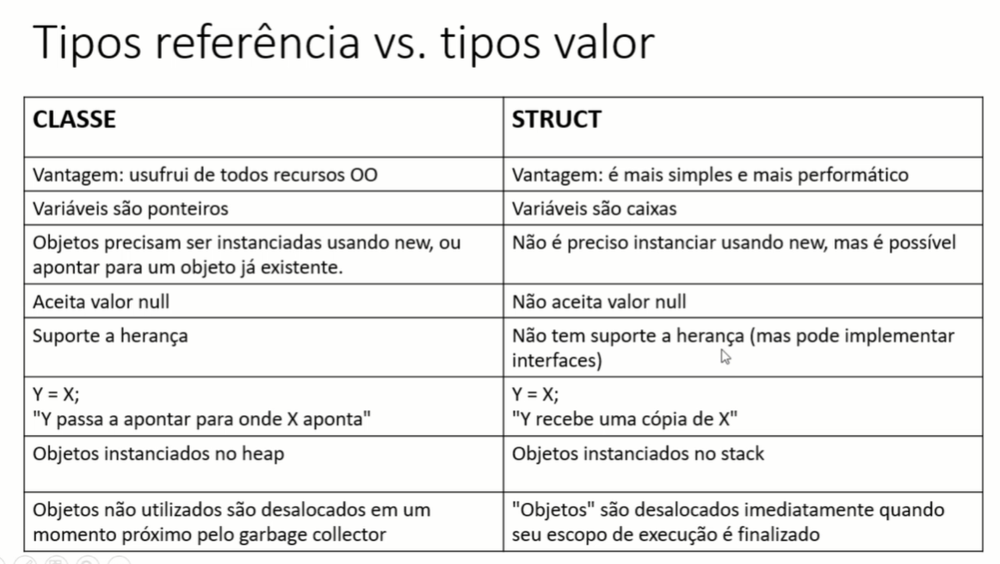 Tipos referência vs. tipos valor
CLASSE
STRUCT
Vantagem: usufrui de todos recursos OO
Vantagem: é mais simples e mais performático
Variáveis são ponteiros
Variáveis são caixas
Objetos precisam ser instanciadas usando new, ou
apontar para um objeto já existente.
Não é preciso instanciar usando new, mas é possível
Aceita valor null
Não aceita valor null
Suporte a herança
Não tem suporte a herança (mas pode implementar
interfaces)
Y = X;
"Y passa a apontar para onde X aponta"
Y = X;
"Y recebe uma cópia de X"
Objetos instanciados no heap
Objetos instanciados no stack
Objetos não utilizados são desalocados em um
momento próximo pelo garbage collector
"Objetos" são desalocados imediatamente quando
seu escopo de execução é finalizado